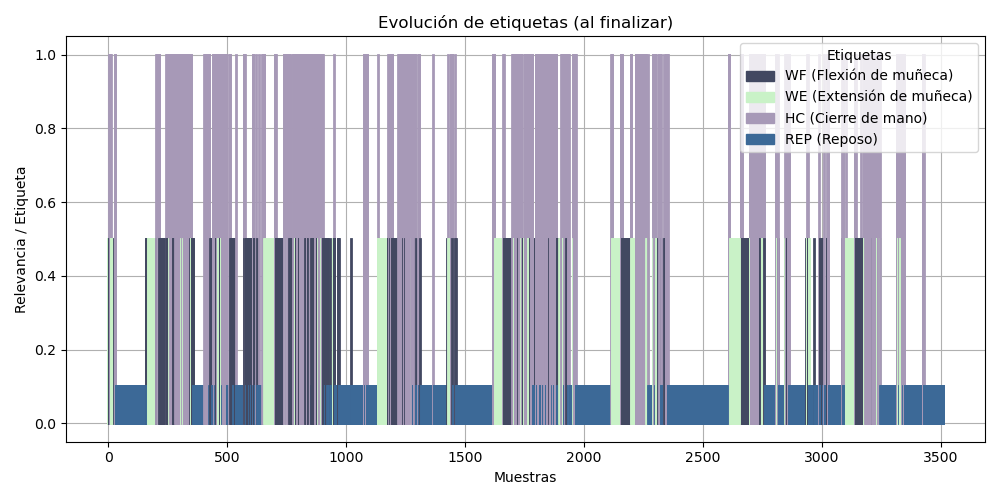 Evolución de etiquetas (al finalizar)
Relevancia / Etiqueta
1.0
0.8
0.6
0.4
0.2
0.0
Etiquetas
WF (Flexión de muñeca)
WE (Extensión de muñeca)
HC (Cierre de mano)
REP (Reposo)
0 500 1000 1500 2000 2500 3000 3500
Muestras